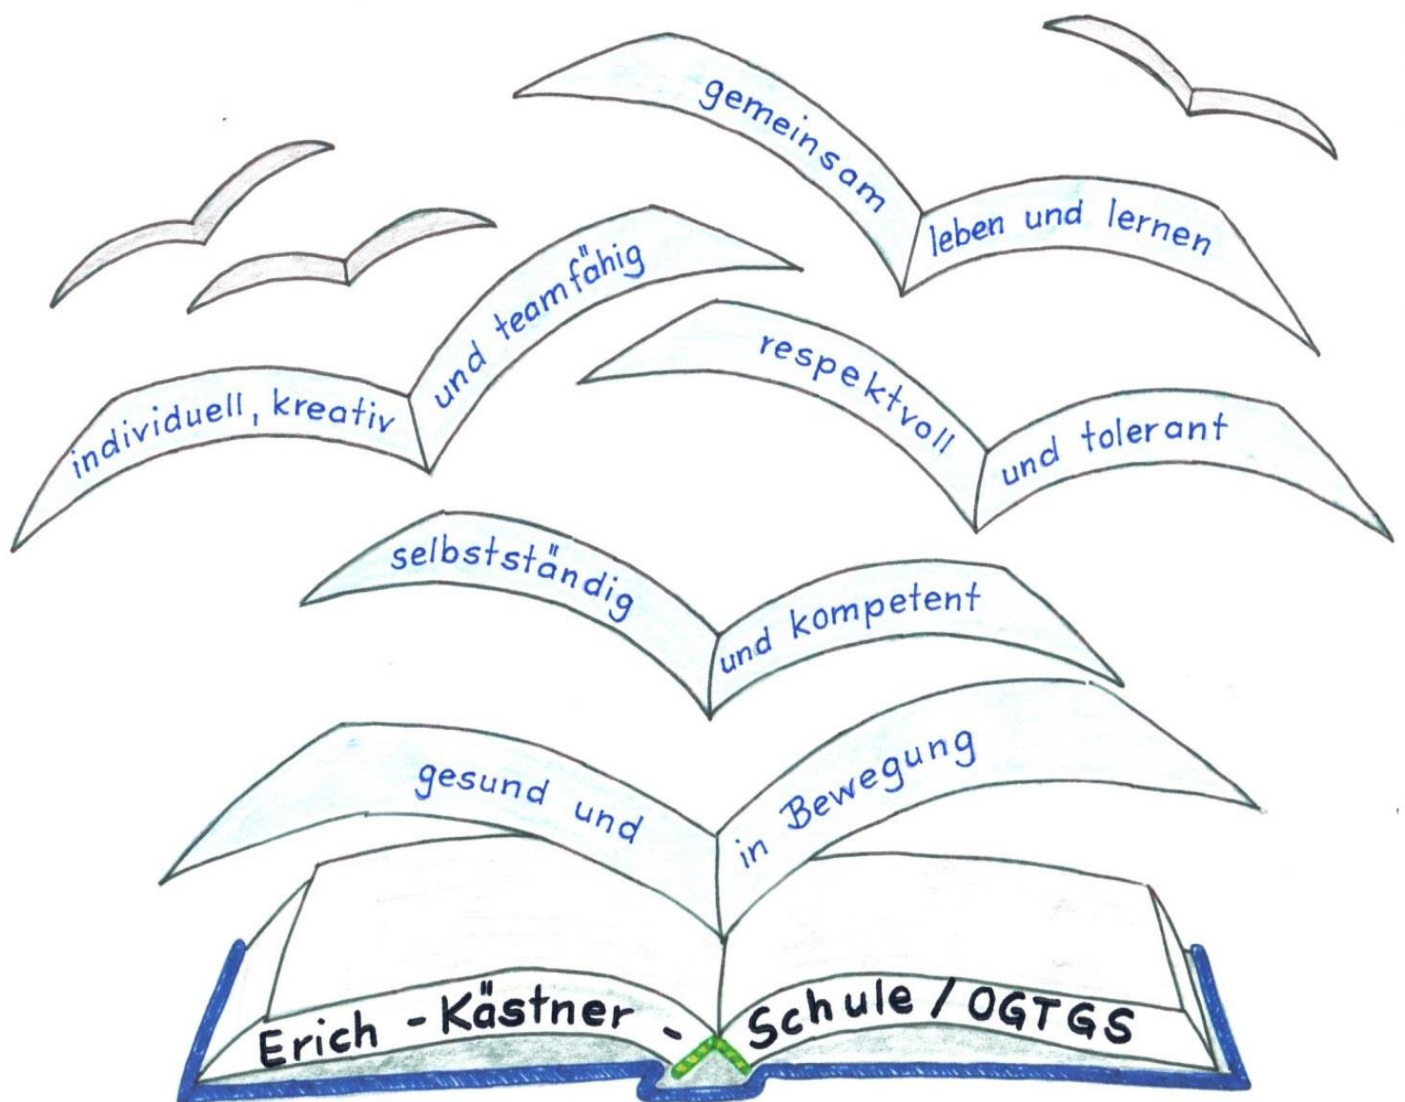 gemeinsam leben und lernen
individuell, kreativ und teamfähig
respektvoll und tolerant
selbstständig und kompetent
gesund und in Bewegung
Erich - Kästner - Schule / OGTGS